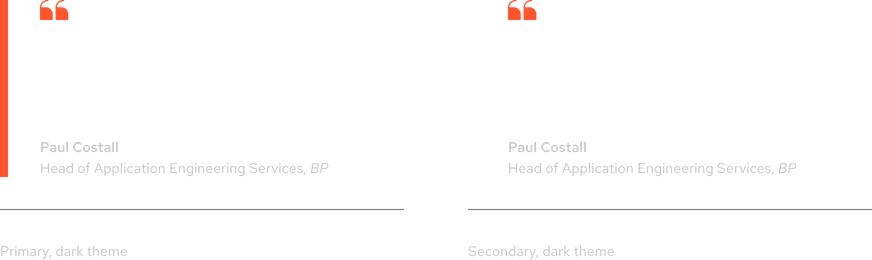 Paul Costall
Head of Application Engineering Services, BP
Primary, dark theme
Paul Costall
Head of Application Engineering Services, BP
Secondary, dark theme